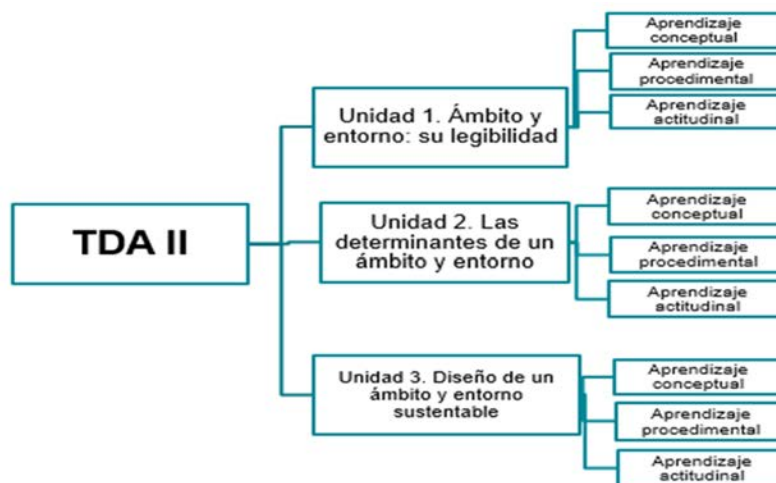 TDA II
Unidad 1. Ámbito y
entorno: su legibilidad
Aprendizaje
conceptual
Aprendizaje
procedimental
Aprendizaje
actitudinal
Unidad 2. Las
determinantes de un
ámbito y entorno
Aprendizaje
conceptual
Aprendizaje
procedimental
Aprendizaje
actitudinal
Unidad 3. Diseño de un
ámbito y entorno
sustentable
Aprendizaje
conceptual
Aprendizaje
procedimental
Aprendizaje
actitudinal